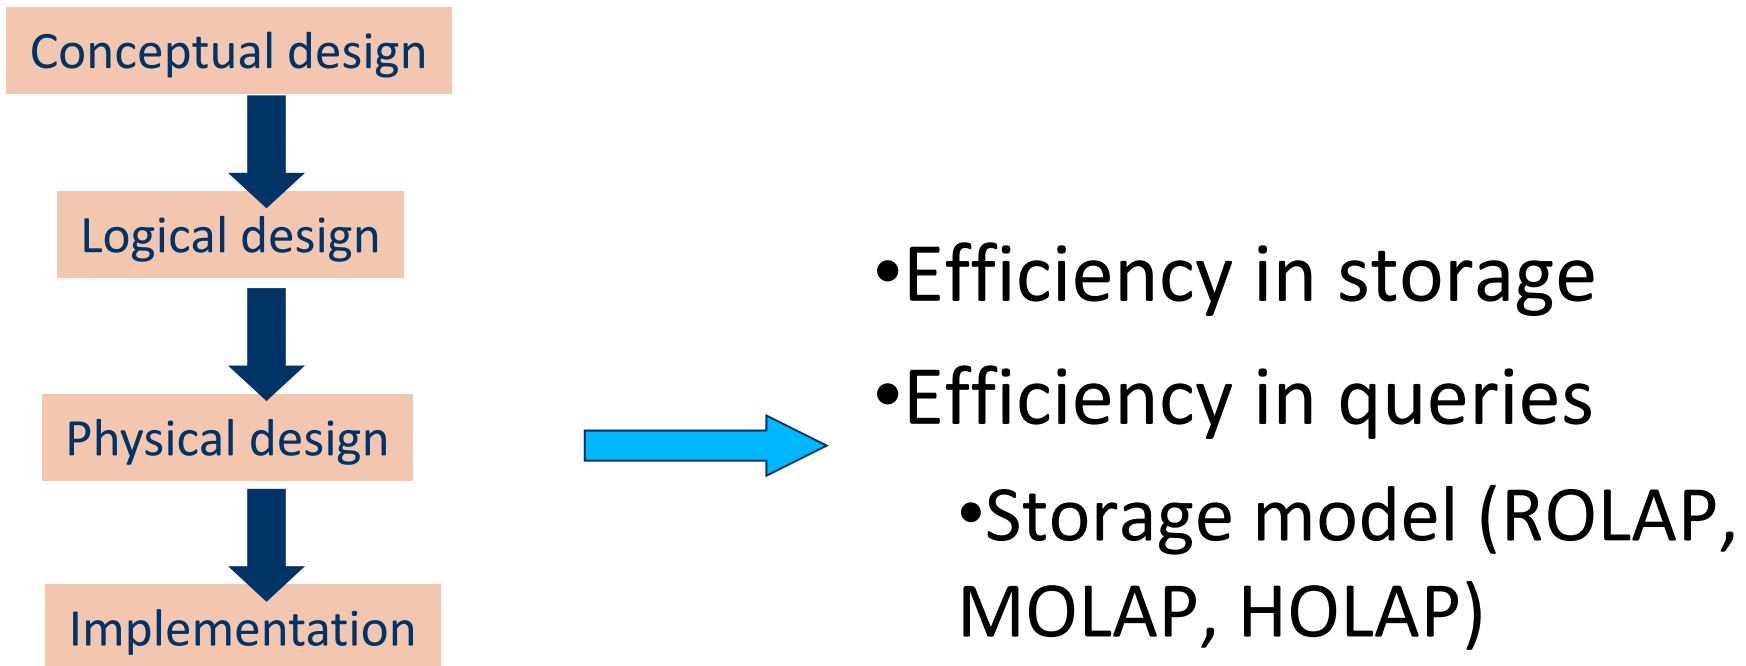 Conceptual design
Logical design
Physical design
Implementation
•Efficiency in storage
•Efficiency in queries
•Storage model (ROLAP,
MOLAP, HOLAP)